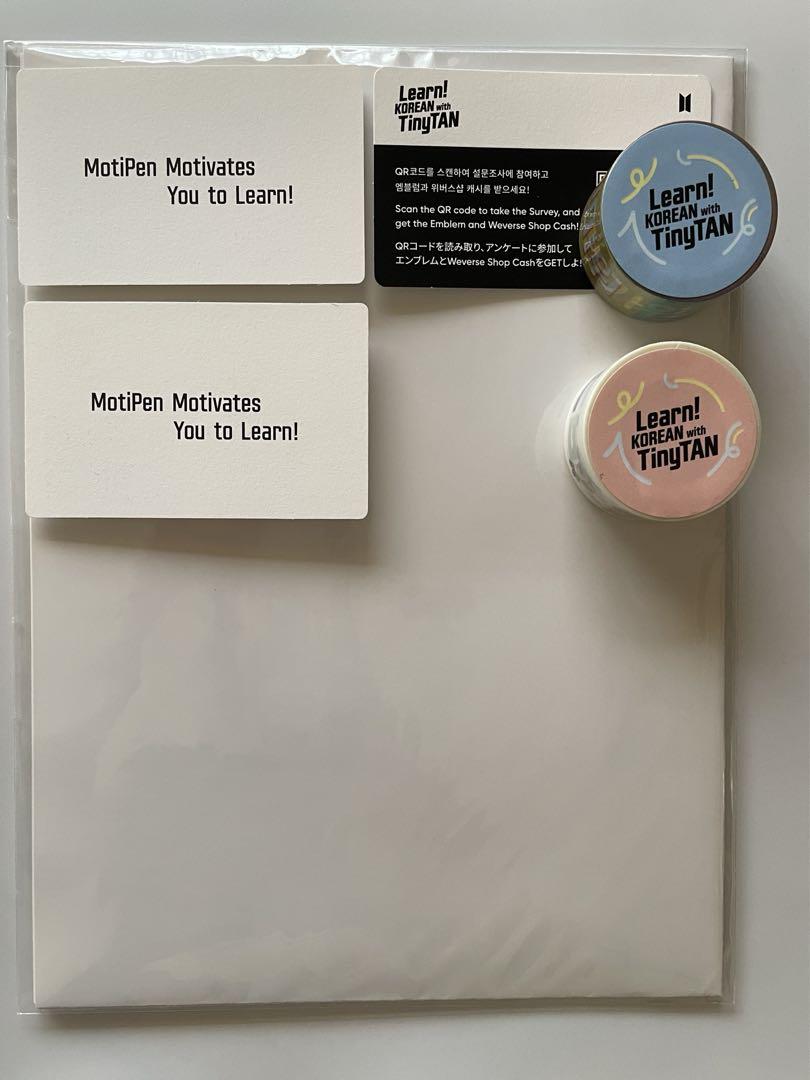 MotiPen Motivates
You to Learn!
Learn!
KOREAN with
TinyTAN
QR코드를 스캔하여 설문조사에 참여하고
엠블럼과 위버스샵 캐시를 받으세요!
Scan the QR code to take the Survey, and
get the Emblem and Weverse Shop Cash!
QRコードを読み取り、アンケートに参加して
エンブレムとWeverse Shop CashをGETしよ!
Learn!
KOREAN with
TinyTAN
MotiPen Motivates
You to Learn!
Learn!
KOREAN with
TinyTAN